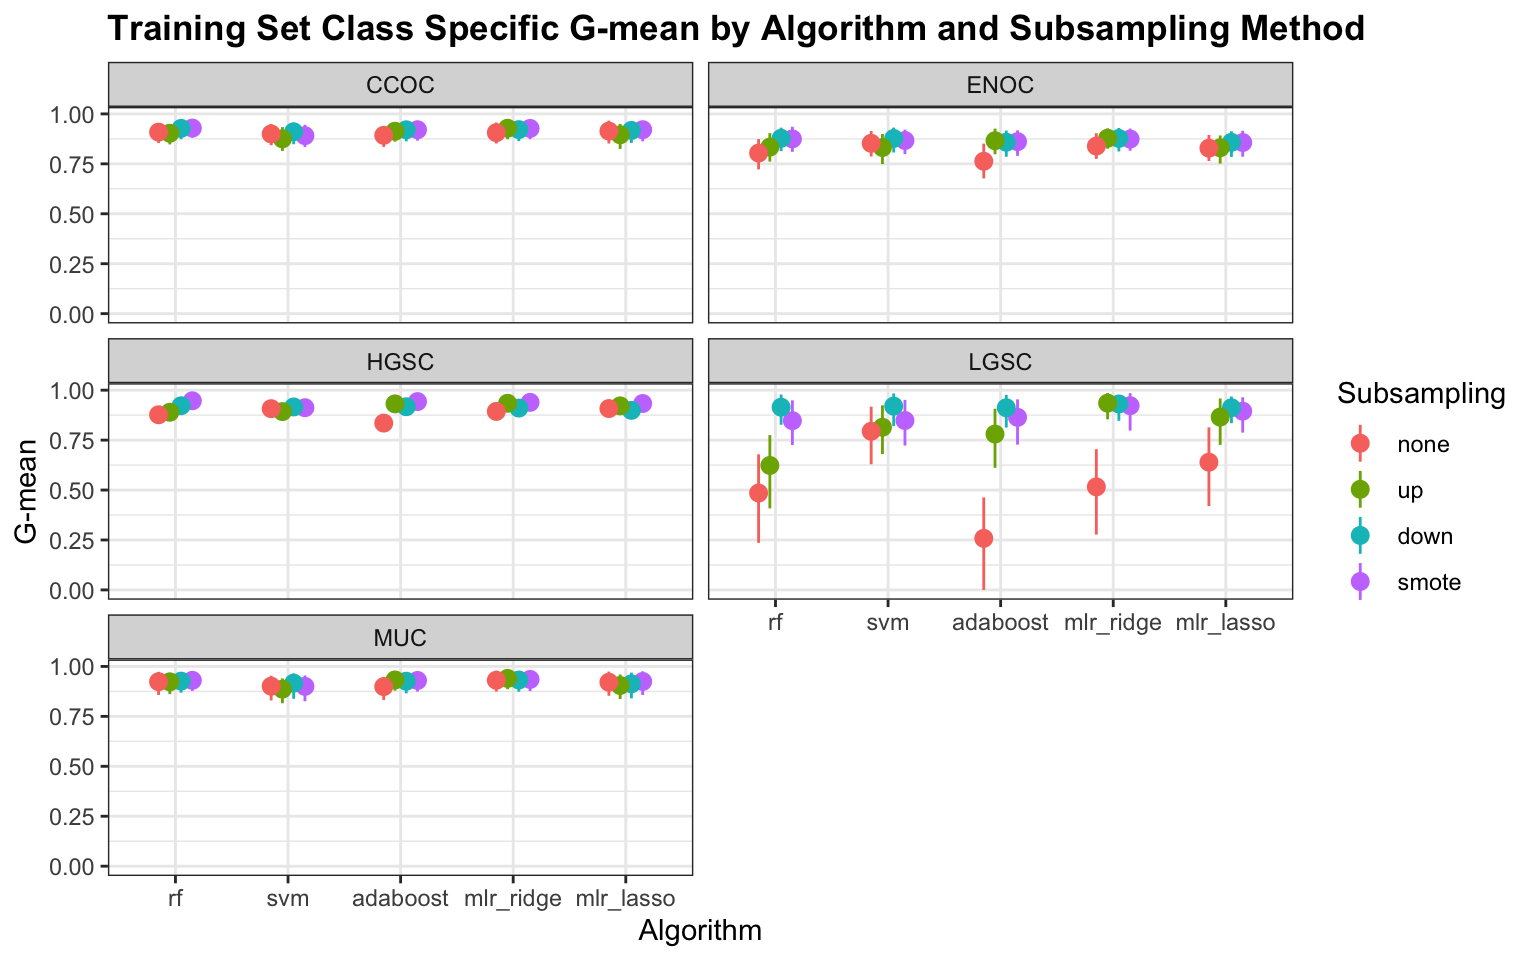 Training Set Class Specific G-mean by Algorithm and Subsampling Method
CCOC
ENOC
1.00
0.75
0.50
0.25
0.00
HGSC
LGSC
1.00
0.75
0.50
0.25
0.00
rf svm adaboost mlr_ridge mlr_lasso
MUC
1.00
0.75
0.50
0.25
0.00
rf svm adaboost mlr_ridge mlr_lasso
G-mean
Algorithm
Subsampling
none
up
down
smote